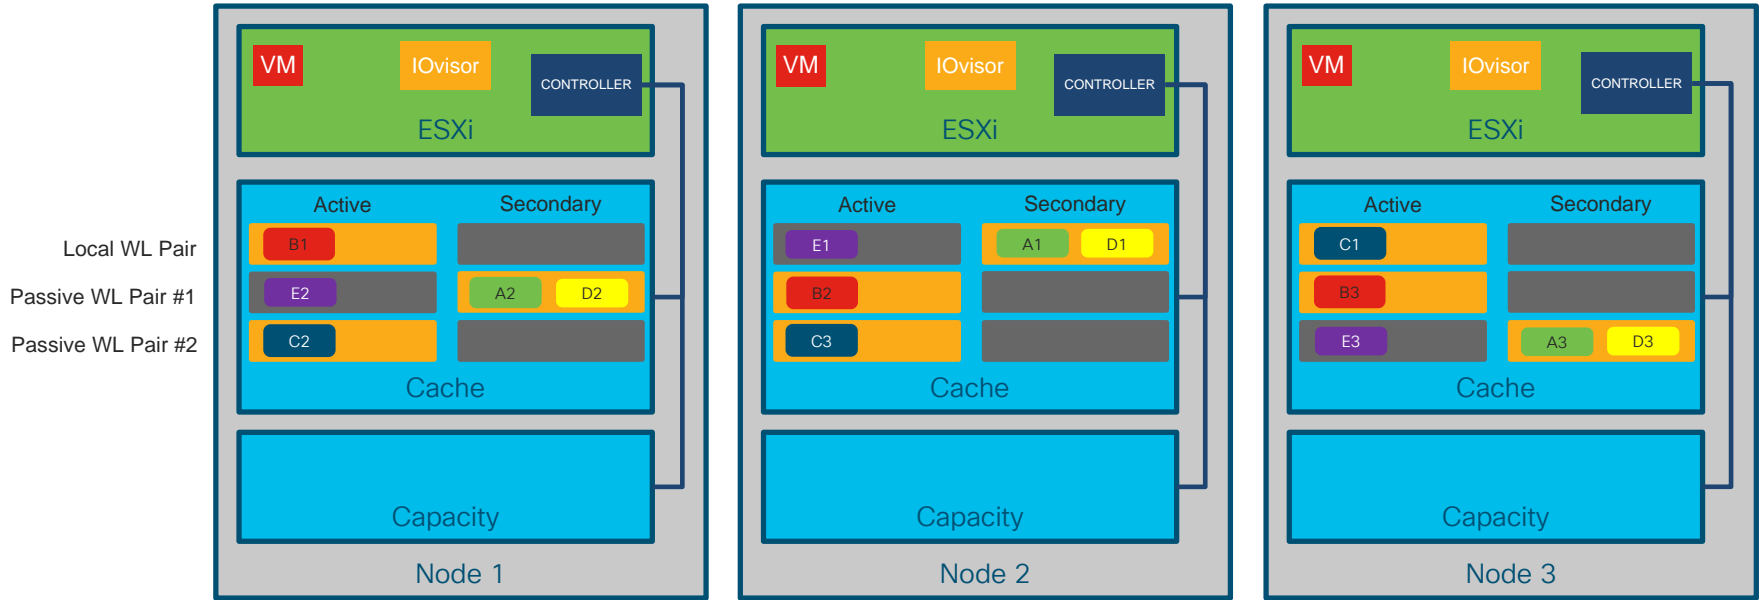 VM IOvisor CONTROLLER VM IOvisor CONTROLLER VM IOvisor CONTROLLER
ESXi ESXi ESXi
Active Secondary Active Secondary Active Secondary
Local WL Pair B1 E1 A1 D1 C1
Passive WL Pair #1 E2 A2 D2 B2 B3
Passive WL Pair #2 C2 C3 E3 A3 D3
Cache Cache Cache
Capacity Capacity Capacity
Node 1 Node 2 Node 3